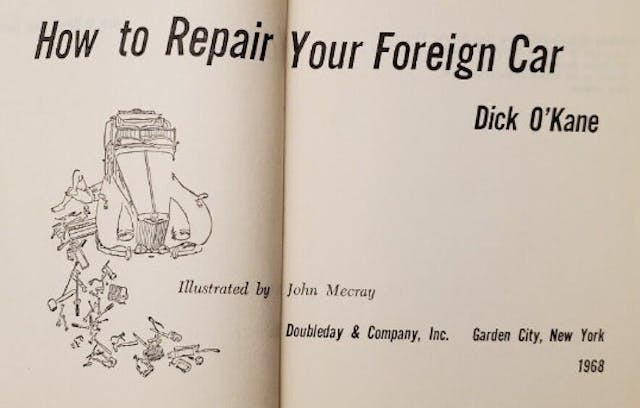 How to Repair Your Foreign Car
Dick O'Kane
Illustrated by John Mecray
Doubleday & Company, Inc. Garden City, New York
1968